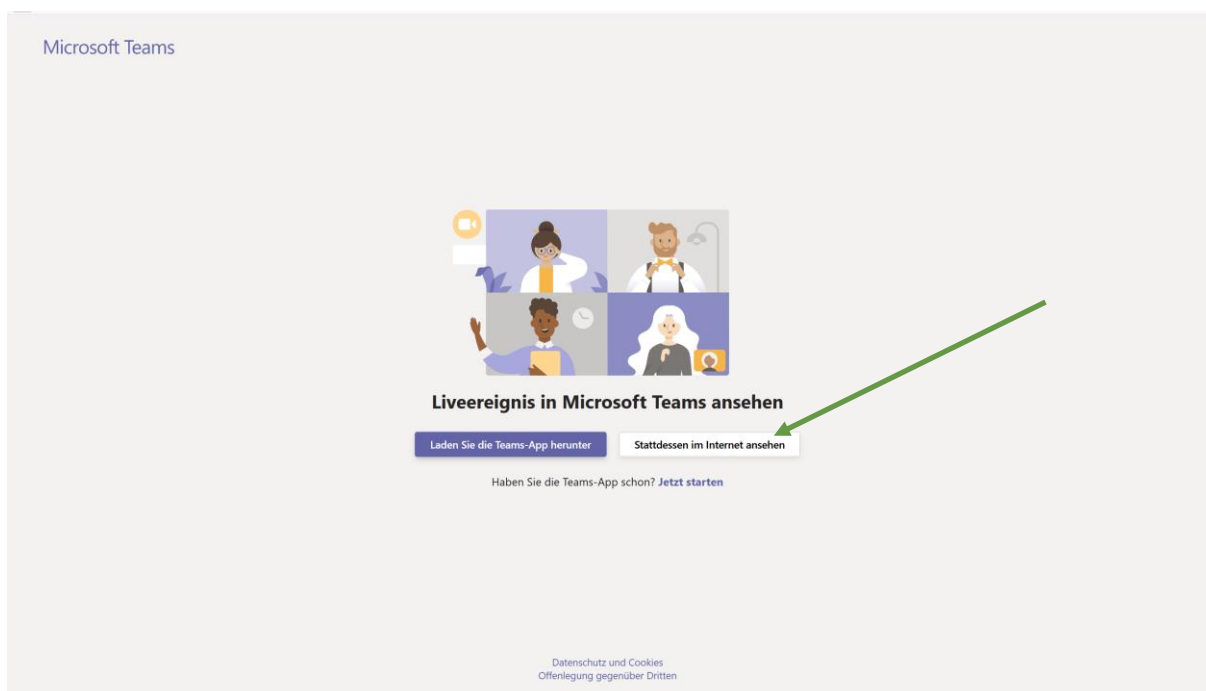 Microsoft Teams
Liveereignis in Microsoft Teams ansehen
Laden Sie die Teams-App herunter
Stattdessen im Internet ansehen
Haben Sie die Teams-App schon? Jetzt starten
Datenschutz und Cookies
Offenlegung gegenüber Dritten